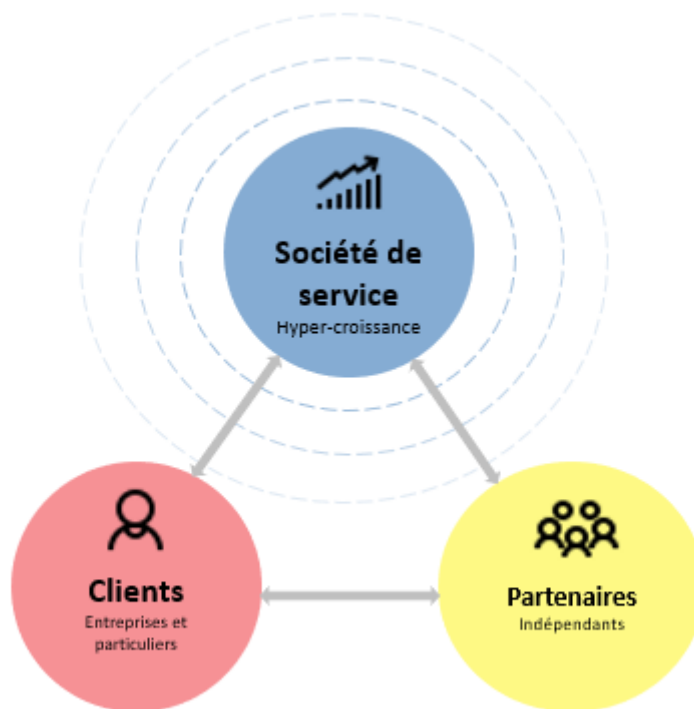 Société de
service
Hyper-croissance
Clients
Entreprises et
particuliers
Partenaires
Indépendants